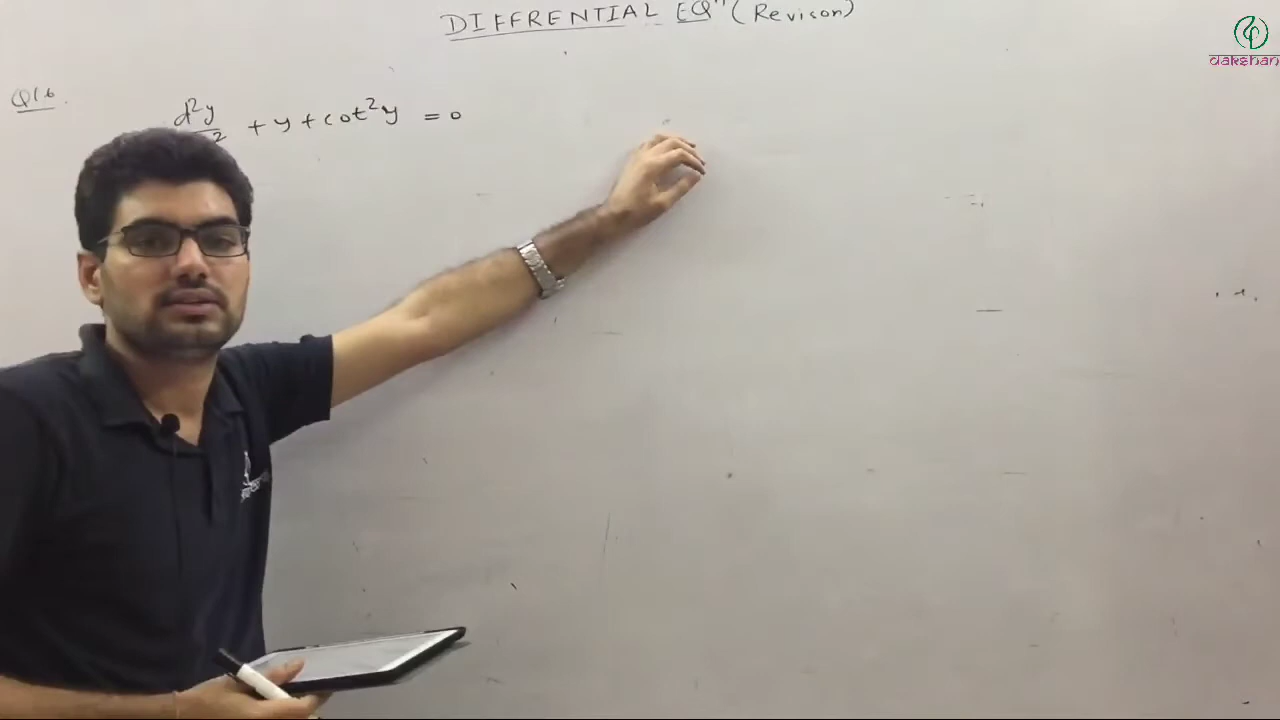 DIFFRENTIAL EQⁿ (Revison)
dakshana
Q16.
d²y
+ y + cot²y = 0